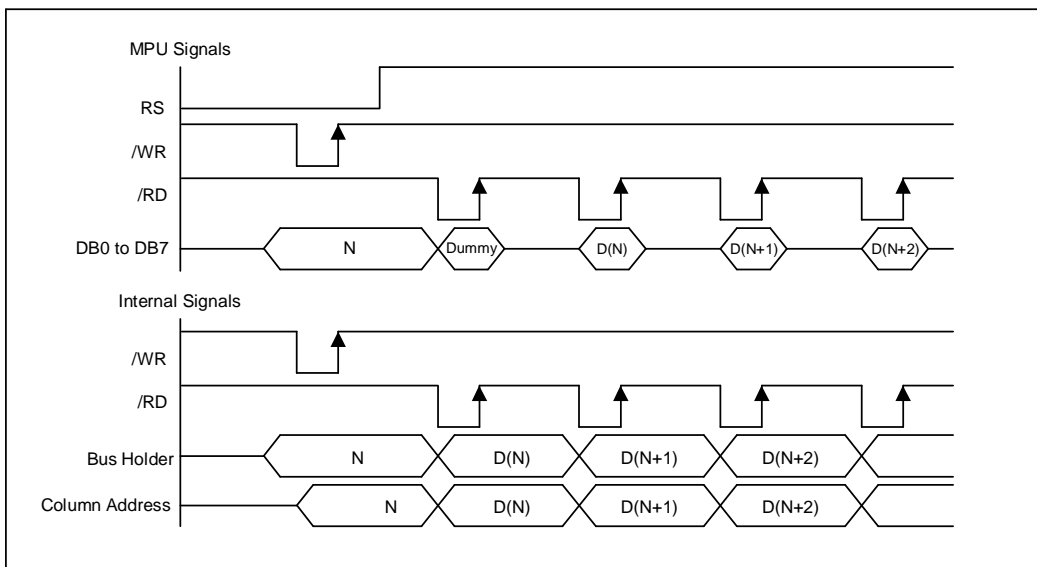 MPU Signals
RS
/WR
/RD
DB0 to DB7 N Dummy D(N) D(N+1) D(N+2)
Internal Signals
/WR
/RD
Bus Holder N D(N) D(N+1) D(N+2)
Column Address N D(N) D(N+1) D(N+2)